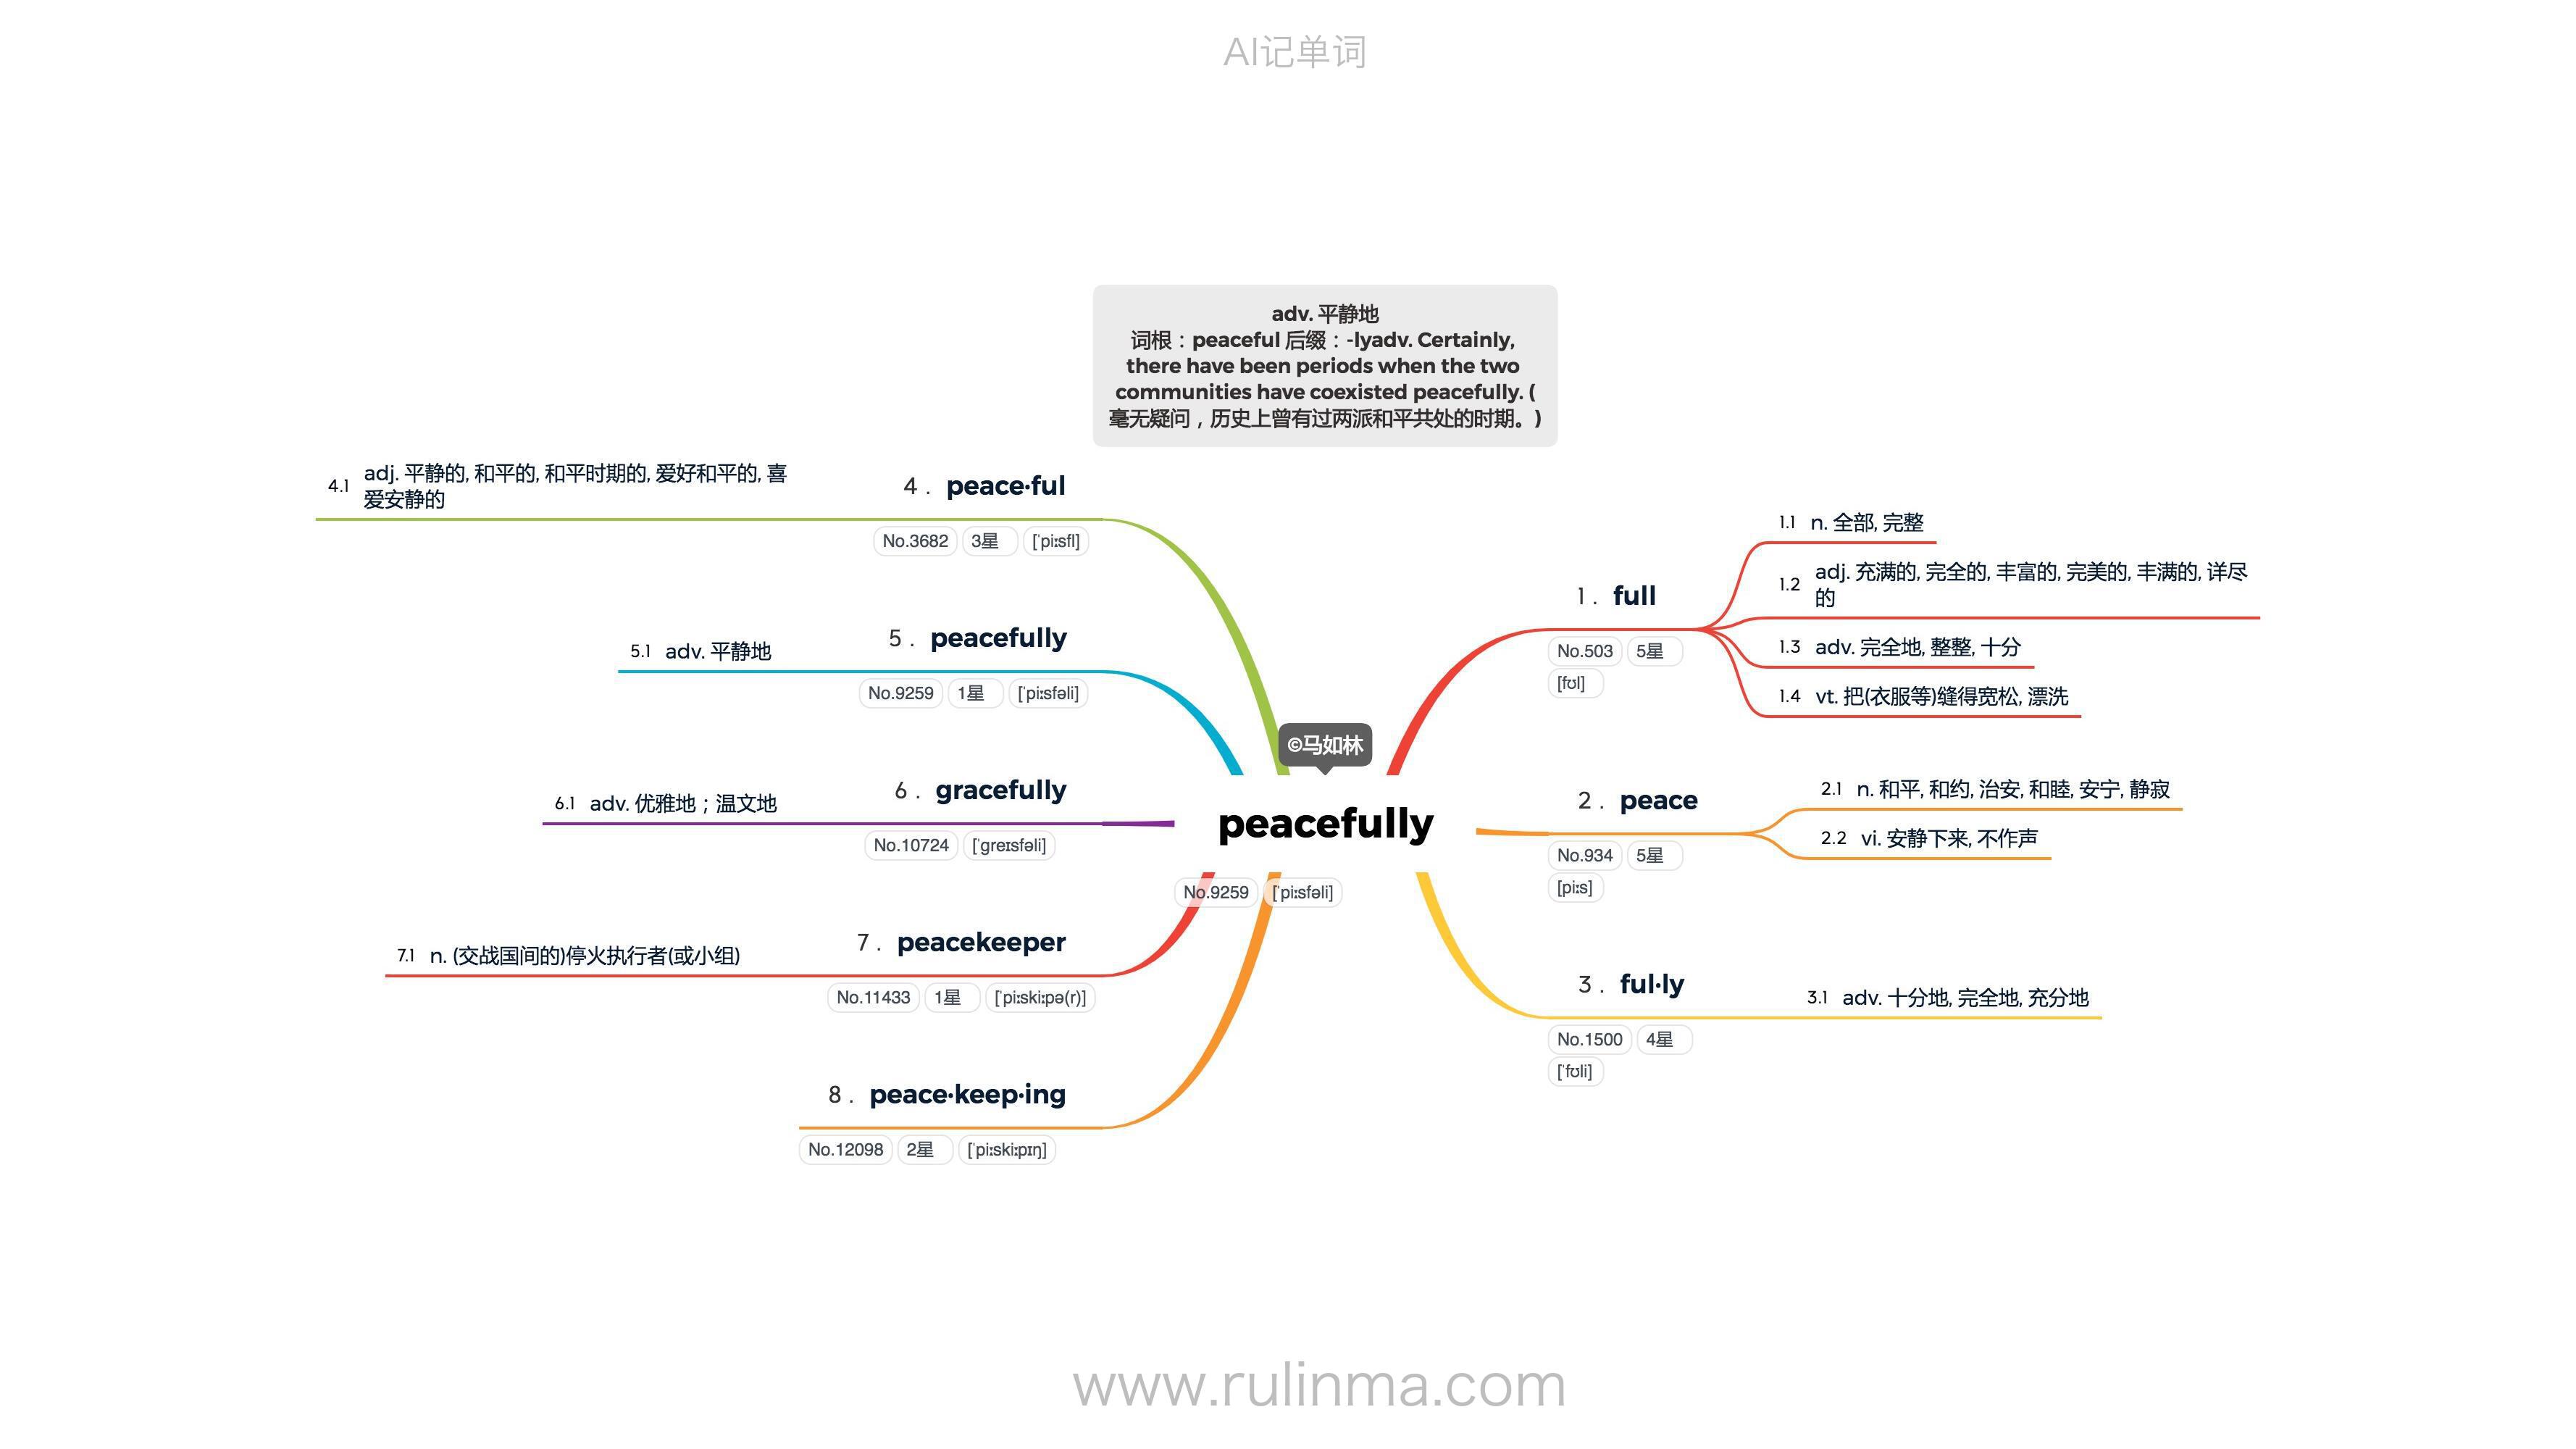 AI记单词
adv. 平静地
词根：peaceful 后缀：-lyadv. Certainly,
there have been periods when the two
communities have coexisted peacefully. (
毫无疑问，历史上曾有过两派和平共处的时期。)
©马如林
peacefully
No.9259 [ˈpiːsfəli]
1. full
No.503 5星
[fʊl]
1.1 n. 全部, 完整
1.2 adj. 充满的, 完全的, 丰富的, 完美的, 丰满的, 详尽
的
1.3 adv. 完全地, 整整, 十分
1.4 vt. 把(衣服等)缝得宽松, 漂洗
2. peace
No.934 5星
[piːs]
2.1 n. 和平, 和约, 治安, 和睦, 安宁, 静寂
2.2 vi. 安静下来, 不作声
3. ful·ly
No.1500 4星
[ˈfʊli]
3.1 adv. 十分地, 完全地, 充分地
4. peace·ful
No.3682 3星 [ˈpiːsfl]
4.1 adj. 平静的, 和平的, 和平时期的, 爱好和平的, 喜
爱安静的
5. peacefully
No.9259 1星 [ˈpiːsfəli]
5.1 adv. 平静地
6. gracefully
No.10724 [ˈɡreɪsfəli]
6.1 adv. 优雅地；温文地
7. peacekeeper
No.11433 1星 [ˈpiːskiːpə(r)]
7.1 n. (交战国间的)停火执行者(或小组)
8. peace·keep·ing
No.12098 2星 [ˈpiːskiːpɪŋ]
www.rulinma.com